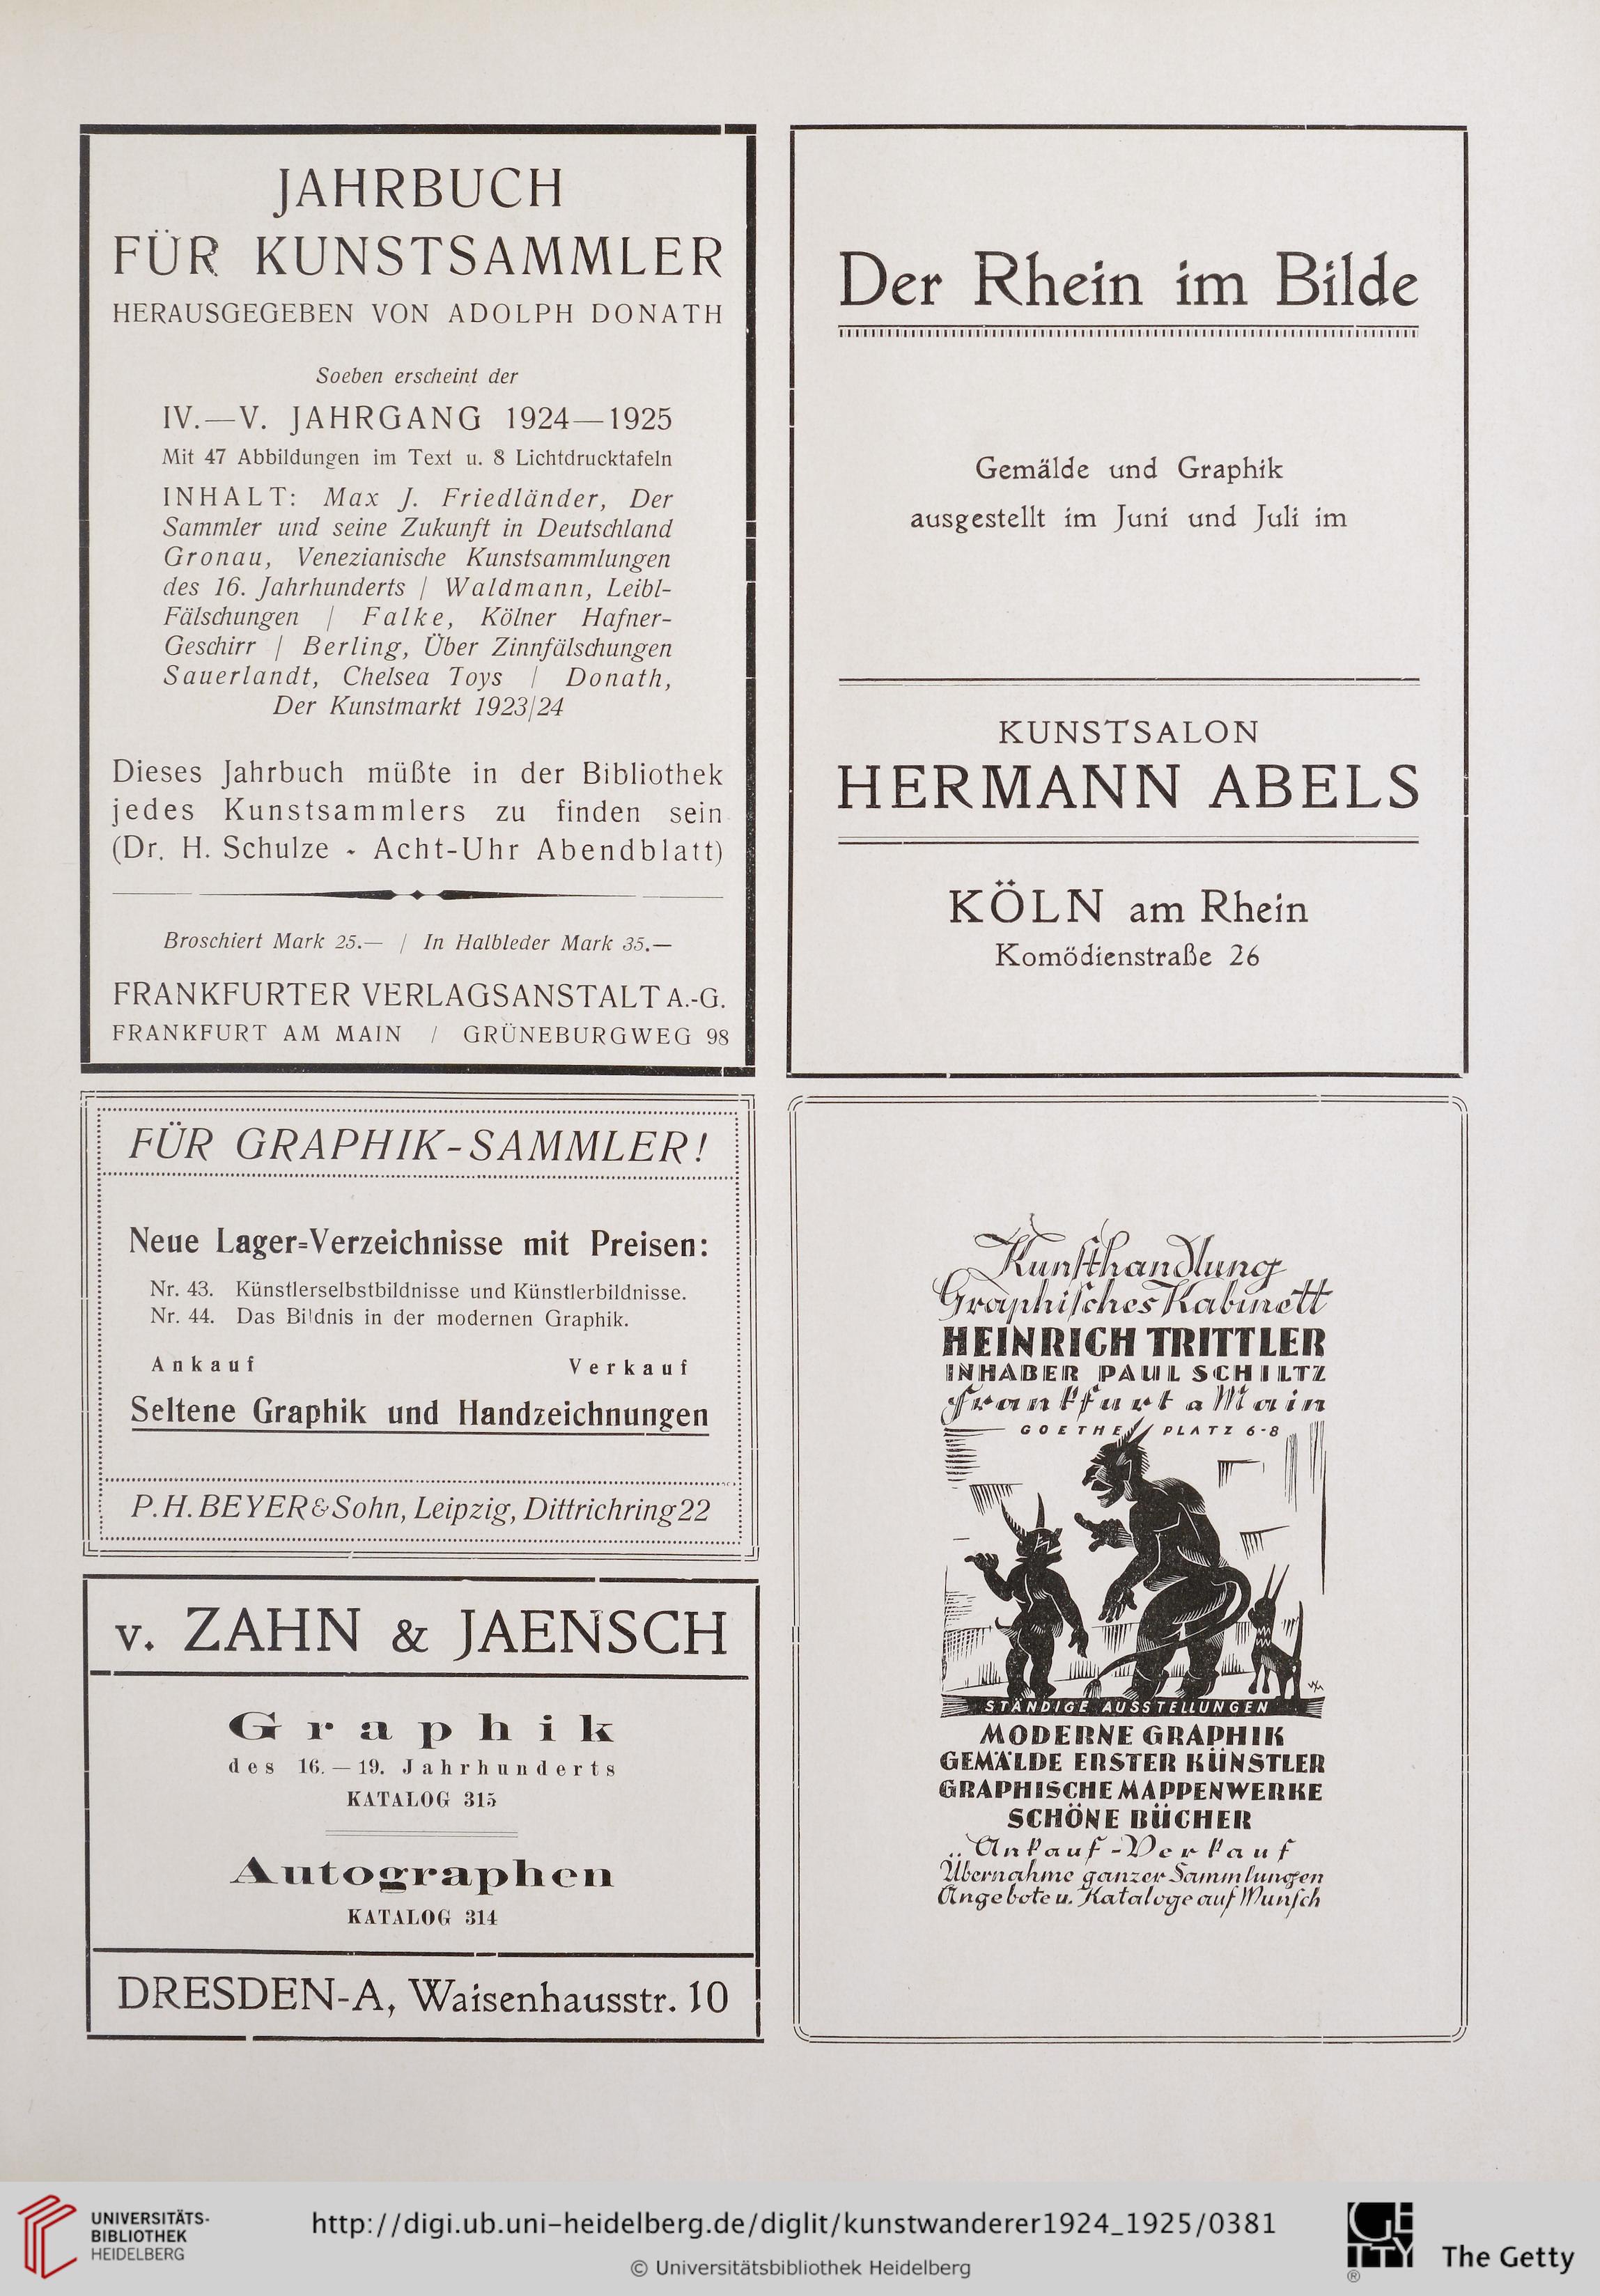 JAHRBUCH
FÜR KUNSTSAMMLER
HERAUSGEGEBEN VON ADOLPH DONATH
Soeben erscheint der
IV.—V. JAHRGANG 1924—1925
Mit 47 Abbildungen im Text u. 8 Lichtdrucktafeln
INHALT: Max J. Friedländer, Der
Sammler und seine Zukunft in Deutschland
Gronau, Venezianische Kunstsammlungen
des 16. Jahrhunderts / Waldmann, Leibl-
Fälschungen / Falke, Kölner Hafner-
Geschirr / Berling, Über Zinnfälschungen
Sauerlandt, Chelsea Toys / Donath,
Der Kunstmarkt 1923/24
Dieses Jahrbuch müßte in der Bibliothek
jedes Kunstsammlers zu finden sein
(Dr. H. Schulze - Acht-Uhr Abendblatt)
Broschiert Mark 25.— / In Halbleder Mark 35.—
FRANKFURTER VERLAGSANSTALT A.-G.
FRANKFURT AM MAIN / GRÜNEBURGWEG 98
Der Rhein im Bilde
Gemälde und Graphik
ausgestellt im Juni und Juli im
KUNSTSALON
HERMANN ABELS
KÖLN am Rhein
Komödienstraße 26
FÜR GRAPHIK-SAMMLER!
Neue Lager-Verzeichnisse mit Preisen:
Nr. 43. Künstlerselbstbildnisse und Künstlerbildnisse.
Nr. 44. Das Bildnis in der modernen Graphik.
Ankauf Verkauf
Seltene Graphik und Handzeichnungen
P. H. BEYER & Sohn, Leipzig, Dittrichring 22
v. ZAHN & JAENSCH
Graphik
des 16.—19. Jahrhunderts
KATALOG 315
Autographen
KATALOG 314
DRESDEN-A, Waisenhausstr. 10
Kunsthandlung
Graphisches Kabinett
HEINRICH TRITTLER
INHABER PAUL SCHILTZ
Frankfurt a Main
GOETHE PLATZ 6-8
STÄNDIGE AUSSTELLUNGEN
MODERNE GRAPHIK
GEMÄLDE ERSTER KÜNSTLER
GRAPHISCHE MAPPENWERKE
SCHÖNE BÜCHER
Ankauf - Verkauf
Übernahme ganzer Sammlungen
Angebote u. Kataloge auf Wunsch
UNIVERSITÄTS-
BIBLIOTHEK
HEIDELBERG
http://digi.ub.uni-heidelberg.de/diglit/kunstwanderer1924_1925/0381
© Universitätsbibliothek Heidelberg
GETTY
®
The Getty